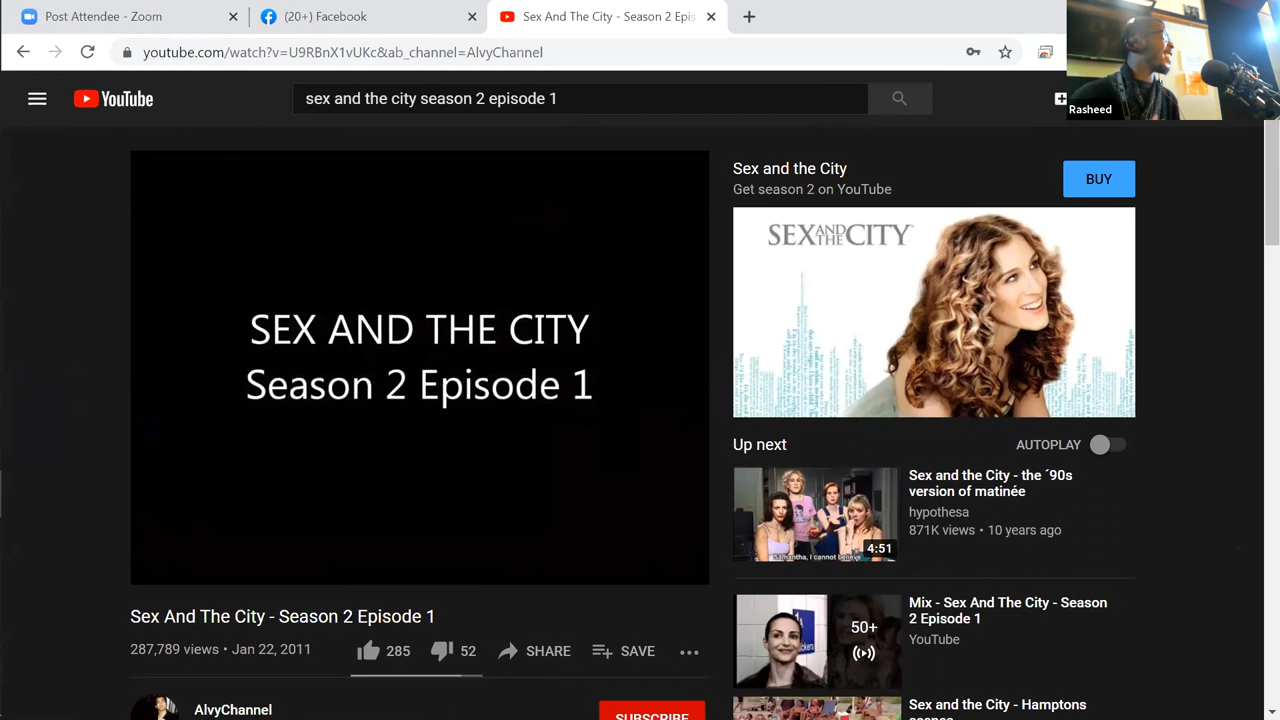 Post Attendee - Zoom
(20+) Facebook
Sex And The City - Season 2 Epis
youtube.com/watch?v=U9RBnX1vUKc&ab_channel=AlvyChannel
Rasheed
YouTube
sex and the city season 2 episode 1
SEX AND THE CITY
Season 2 Episode 1
Sex and the City
Get season 2 on YouTube
BUY
SEX AND THE CITY
Up next
AUTOPLAY
Sex and the City - the ´90s
version of matinée
hypothesa
871K views • 10 years ago
"Samantha, I cannot believe
4:51
Mix - Sex And The City - Season
2 Episode 1
YouTube
50+
Sex and the City - Hamptons
Sex And The City - Season 2 Episode 1
287,789 views • Jan 22, 2011
285
52
SHARE
SAVE
AlvyChannel
SUBSCRIBE